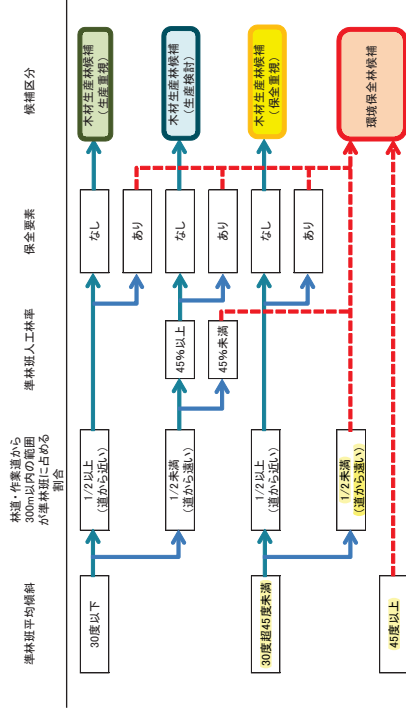 準林班平均傾斜
林道・作業道から
300m以内の範囲
が準林班に占める
割合
準林班人工林率
保全要素
候補区分
30度以下
1/2以上
(道から近い)
なし
木材生産林候補
(生産重視)
あり
1/2未満
(道から遠い)
45%以上
なし
木材生産林候補
(生産検討)
45%未満
あり
30度超45度未満
1/2以上
(道から近い)
なし
木材生産林候補
(保全重視)
あり
1/2未満
(道から遠い)
環境保全林候補
45度以上